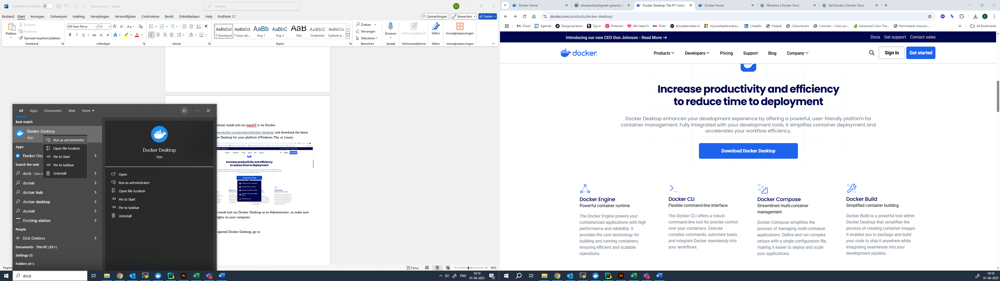 Automatisch opslaan
Document1 - Word
Zoeken
DZ
Bestand Start Invoegen Ontwerpen Indeling Verwijzingen Verzendlijsten Controleren Beeld Ontwikkelaars Help EndNote 21
Opmerkingen Bewerken Delen
Plakken
Knippen
Kopiëren
Opmaak kopiëren/plakken
Klembord
Gill Sans Nova 12
Lettertype
Alinea
AaBbCcI AaBbCcI AaBb AaBbC AaB AaBbC AaBbCcI
¶ Standaard ¶ Geen afs... Kop 1 Kop 2 Titel Ondertitel Subtiele b...
Stijlen
Zoeken
Vervangen
Selecteren
Bewerken
Dicteren
Spraak
Vertrouwelijkheid
Vertrouwelijkheid
Editor
Editor
Invoegtoepassingen
Invoegtoepassingen
nload, install and run matchY is via Docker.
ww.docker.com/products/docker-desktop/ and download the latest
er Desktop for your platform (Windows, Mac or Linux).
Increase productivity and efficiency
to reduce time to deployment
Download Docker Desktop
install and run Docker Desktop as an Administrator, so make sure
rights on your computer.
opened Docker Desktop, go to
All Apps Documents Web More
D
Best match
Docker Desktop
App
Run as administrator
Open file location
Pin to Start
Pin to taskbar
Uninstall
Apps
Docker Des
Search the web
dock - See m
docker
docker hub
docker desktop
docket
Docking station
People
DD Dick Dekkers
Documents - This PC (25+)
Settings (1)
Folders (4+)
Docker Desktop
App
Open
Run as administrator
Open file location
Pin to Start
Pin to taskbar
Uninstall
Pagina
Focus
80%
dock
ENG
16:10
01-04-2025
6
Docker Home
dionzand/pedigreelr general | D
Docker Desktop: The #1 Contai
Docker Home
Windows | Docker Docs
Get Docker | Docker Docs
docker.com/products/docker-desktop/
Gmail Agenda Designspiration Typ.io Pinterest We Heart It Flickr templatemaker.nl mijnwerkplek.erasm... LinkedIn Freepik Colourlovers Colorizer - Color pic... Advanced Color The... Kennisbank misconc... All Bookmarks
Introducing our new CEO Don Johnson - Read More →
Docs Get support Contact sales
docker
Products Developers Pricing Support Blog Company
Sign In
Get started
Increase productivity and efficiency
to reduce time to deployment
Docker Desktop enhances your development experience by offering a powerful, user-friendly platform for
container management. Fully integrated with your development tools, it simplifies container deployment and
accelerates your workflow efficiency.
Download Docker Desktop
Docker Engine
Powerful container runtime
The Docker Engine powers your
containerized applications with high
performance and reliability. It
provides the core technology for
building and running containers,
ensuring efficient and scalable
operations.
Docker CLI
Flexible command-line interface
The Docker CLI offers a robust
command-line tool for precise control
over your containers. Execute
complex commands, automate tasks,
and integrate Docker seamlessly into
your workflows.
Docker Compose
Streamlined multi-container
management
Docker Compose simplifies the
process of managing multi-container
applications. Define and run complex
setups with a single configuration file,
making it easier to deploy and scale
your applications.
Docker Build
Simplified container building
Docker Build is a powerful tool within
Docker Desktop that simplifies the
process of creating container images.
It enables you to package and build
your code to ship it anywhere while
integrating seamlessly into your
development pipeline.
16:10
01-04-2025